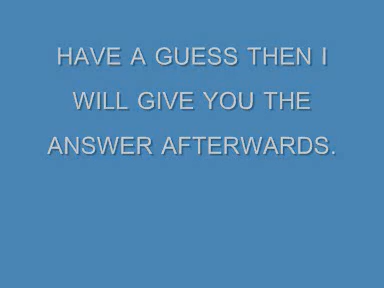 HAVE A GUESS THEN I
WILL GIVE YOU THE
ANSWER AFTERWARDS.